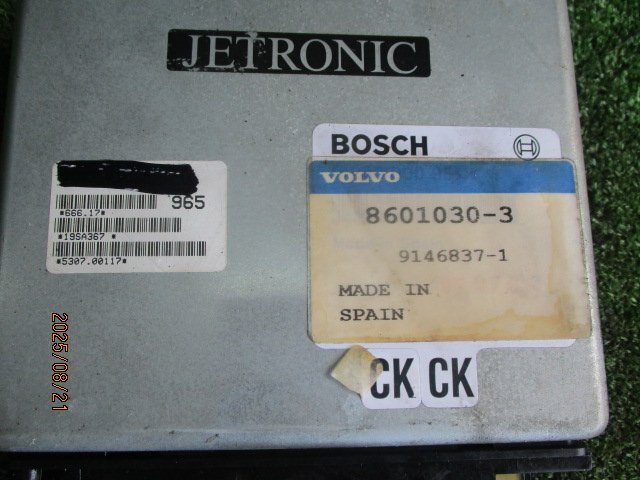 JETRONIC
BOSCH
VOLVO
8601030-3
9146837-1
MADE IN
SPAIN
CK CK
965
*666.17*
*19SA367 *
*5307.00117*
2025/08/21